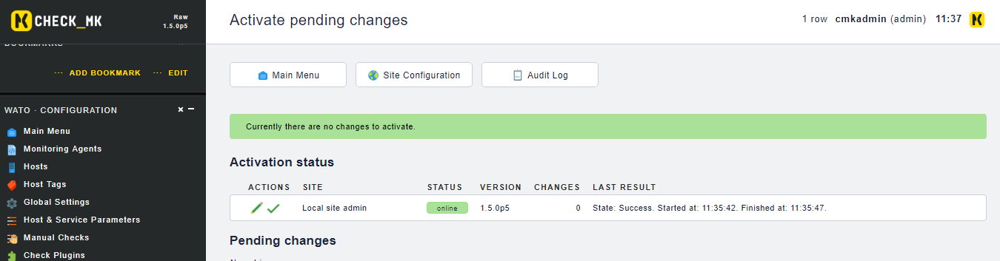 CHECK_MK
Raw
1.5.0p5
Activate pending changes
1 row cmkadmin (admin) 11:37
BOOKMARKS
ADD BOOKMARK
EDIT
WATO · CONFIGURATION
Main Menu
Monitoring Agents
Hosts
Host Tags
Global Settings
Host & Service Parameters
Manual Checks
Check Plugins
Main Menu
Site Configuration
Audit Log
Currently there are no changes to activate.
Activation status
ACTIONS SITE STATUS VERSION CHANGES LAST RESULT
Local site admin online 1.5.0p5 0 State: Success. Started at: 11:35:42. Finished at: 11:35:47.
Pending changes